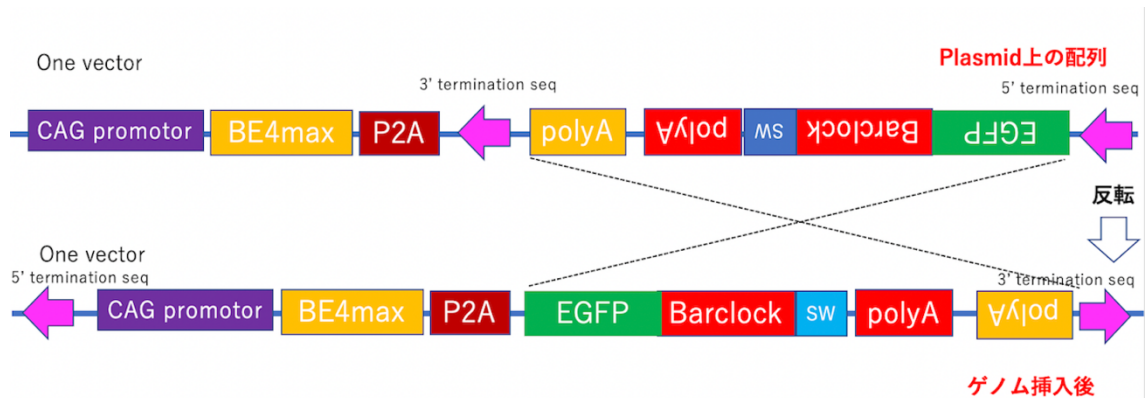 One vector
Plasmid上の配列
3' termination seq
5' termination seq
CAG promotor
BE4max
P2A
polyA
polyA
SW
Barclock
EGFP
反転
One vector
5' termination seq
3' termination seq
CAG promotor
BE4max
P2A
EGFP
Barclock
SW
polyA
polyA
ゲノム挿入後